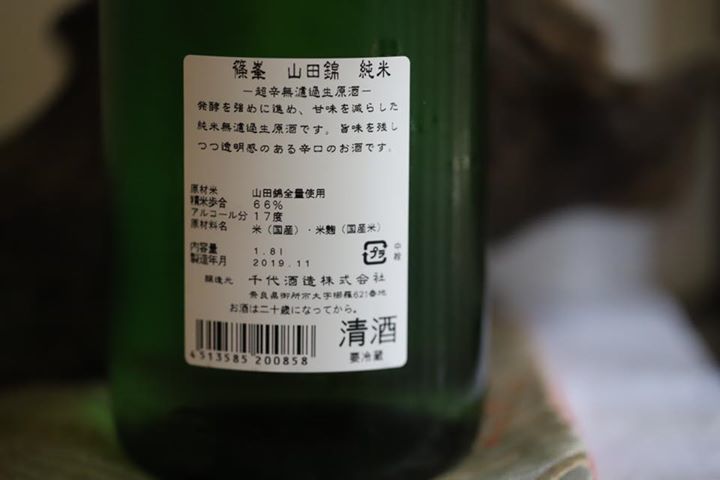 篠峯 山田錦 純米
―超辛無濾過生原酒―
発酵を強めに進め、甘味を減らした
純米無濾過生原酒です。旨味を残し
つつ透明感のある辛口のお酒です。
原材米 山田錦全量使用
精米歩合 66%
アルコール分 17度
原材料名 米(国産)・米麹(国産米)
内容量 1.8l
製造年月 2019.11
プラ
中栓
醸造元 千代酒造株式会社
奈良県御所市大字櫛羅621番地
お酒は二十歳になってから。
4513585200858
清酒
要冷蔵